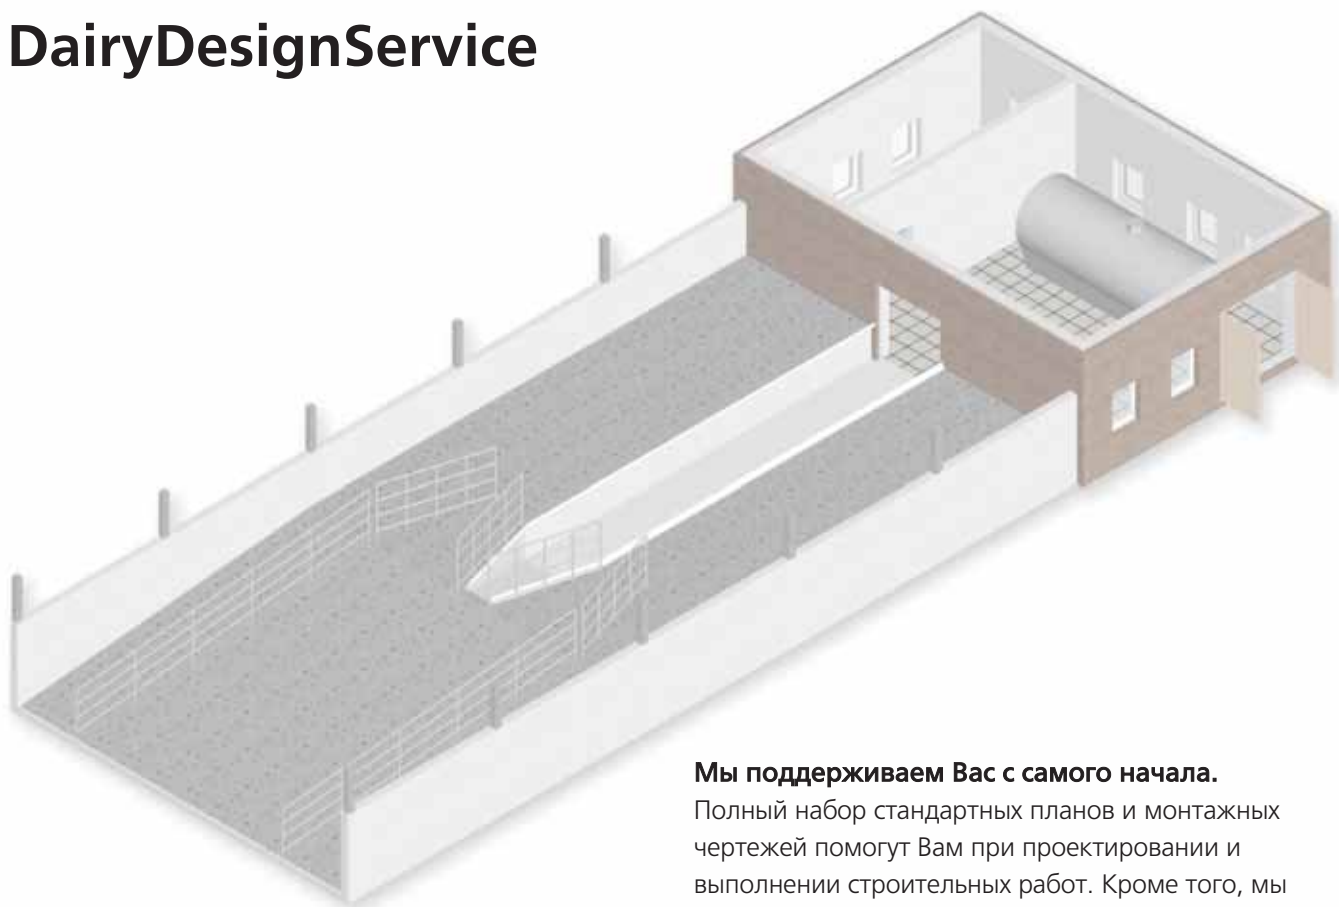 DairyDesignService
Мы поддерживаем Вас с самого начала.
Полный набор стандартных планов и монтажных
чертежей помогут Вам при проектировании и
выполнении строительных работ. Кроме того, мы